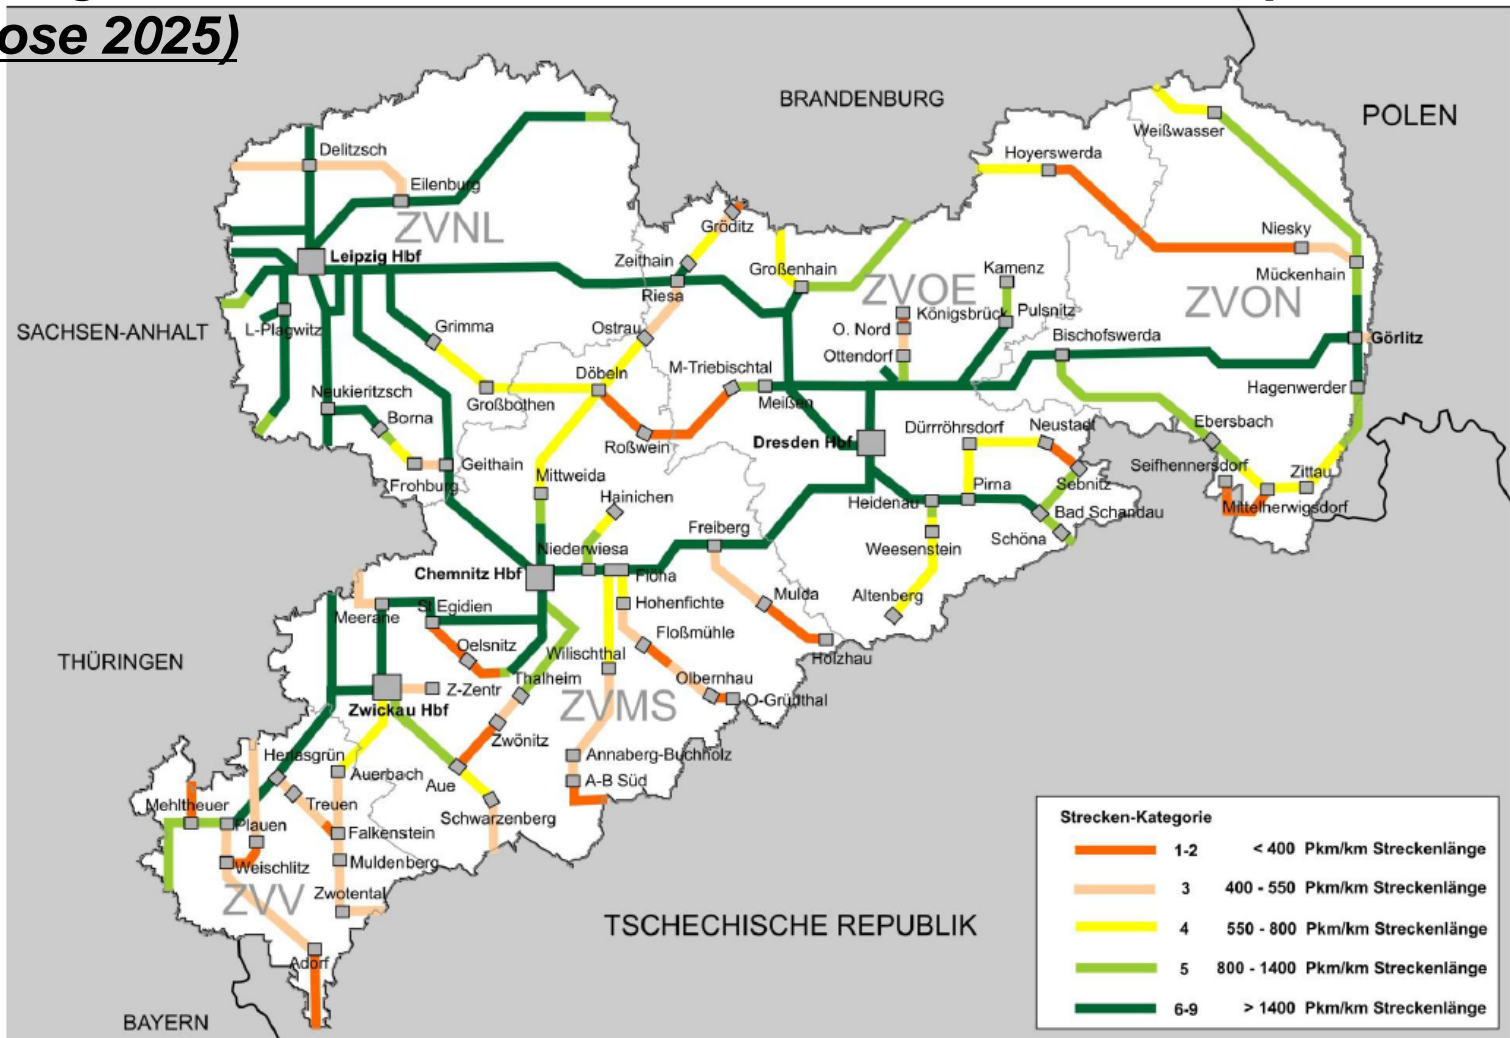 ose 2025)
BRANDENBURG
POLEN
Weißwasser
Hoyerswerda
Delitzsch
Eilenburg
ZVNL
Gröditz
Niesky
Leipzig Hbf
Zeithain
Großenhain
Kamenz
Mückenhain
Riesa
ZVOE
ZVON
SACHSEN-ANHALT
L-Plagwitz
Grimma
Ostrau
Königsbrück
Pulsnitz
O. Nord
Bischofswerda
Görlitz
Ottendorf
M-Triebischtal
Döbeln
Neukieritzsch
Großbothen
Meißen
Hagenwerder
Borna
Roßwein
Dresden Hbf
Dürrröhrsdorf
Neustadt
Ebersbach
Geithain
Seifhennersdorf
Zittau
Frohburg
Mittweida
Pirna
Sebnitz
Hainichen
Heidenau
Mittelherwigsdorf
Bad Schandau
Freiberg
Schöna
Niederwiesa
Weesenstein
Chemnitz Hbf
Flöha
Altenberg
Mulda
Hohenfichte
Meerane
St Egidien
Floßmühle
Holzhau
Oelsnitz
Wilischthal
THÜRINGEN
Olbernhau
Thalheim
Z-Zentr
O-Grünthal
ZVMS
Zwickau Hbf
Zwönitz
Herlasgrün
Annaberg-Buchholz
Auerbach
A-B Süd
Aue
Mehltheuer
Treuen
Schwarzenberg
Plauen
Falkenstein
Weischlitz
Muldenberg
ZVV
Zwotental
Adorf
TSCHECHISCHE REPUBLIK
BAYERN
Strecken-Kategorie
1-2 < 400 Pkm/km Streckenlänge
3 400 - 550 Pkm/km Streckenlänge
4 550 - 800 Pkm/km Streckenlänge
5 800 - 1400 Pkm/km Streckenlänge
6-9 > 1400 Pkm/km Streckenlänge